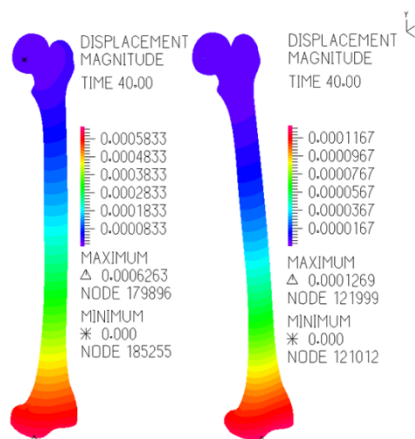 DISPLACEMENT
MAGNITUDE
TIME 40.00
0.0005833
0.0004833
0.0003833
0.0002833
0.0001833
0.0000833
MAXIMUM
△ 0.0006263
NODE 179896
MINIMUM
✳ 0.000
NODE 185255
DISPLACEMENT
MAGNITUDE
TIME 40.00
0.0001167
0.0000967
0.0000767
0.0000567
0.0000367
0.0000167
MAXIMUM
△ 0.0001269
NODE 121999
MINIMUM
✳ 0.000
NODE 121012
Y